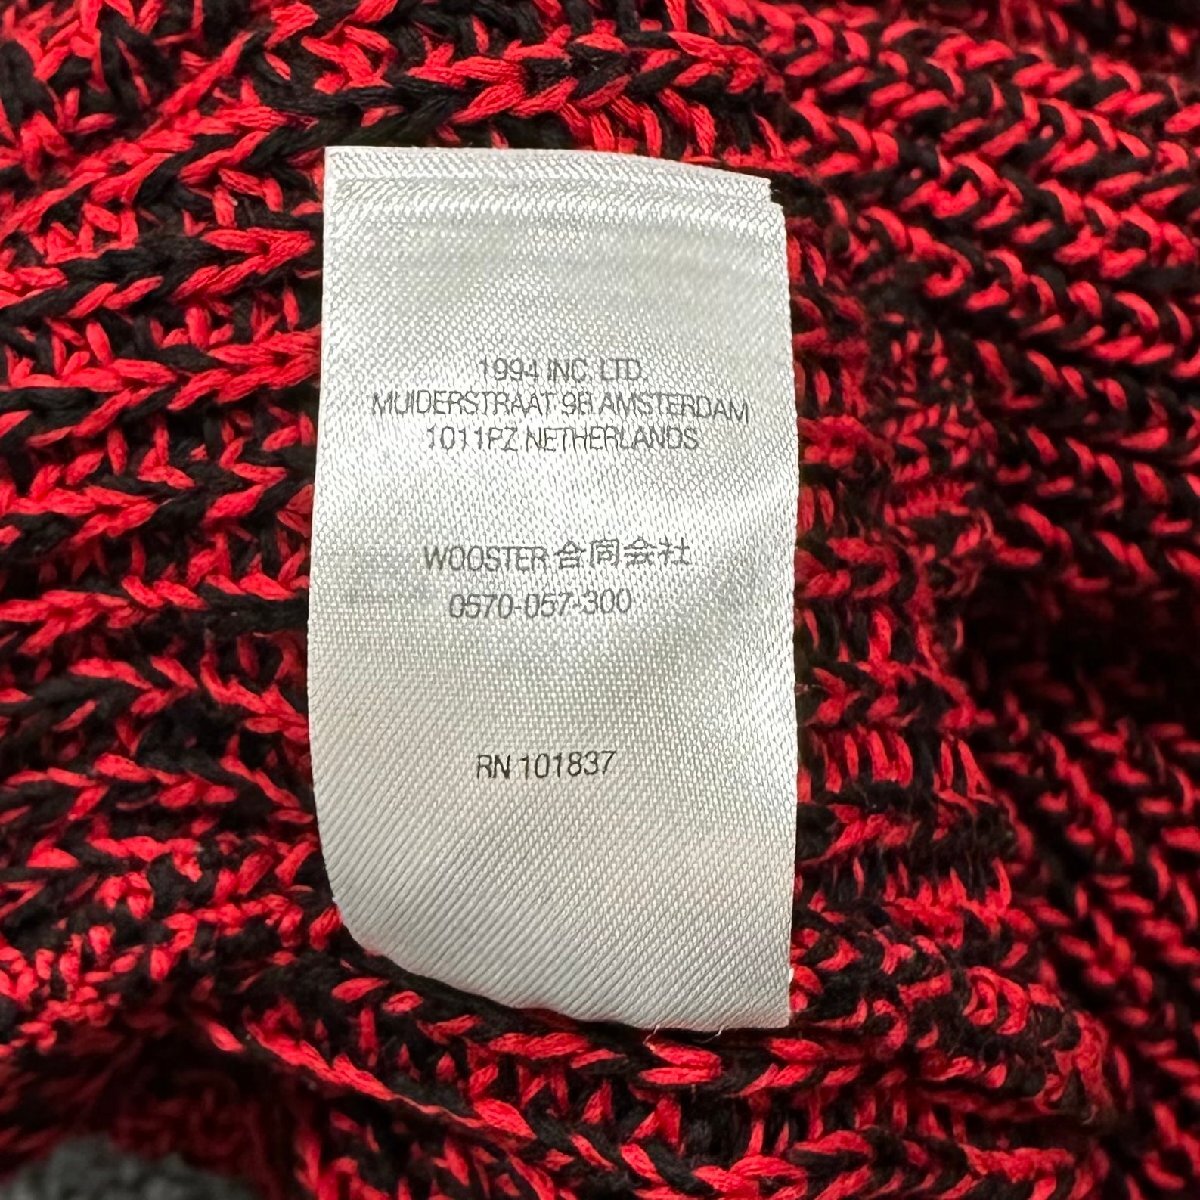 1994 INC. LTD.
MUIDERSTRAAT 9B AMSTERDAM
1011PZ NETHERLANDS
WOOSTER 合同会社
0570-057-300
RN 101837